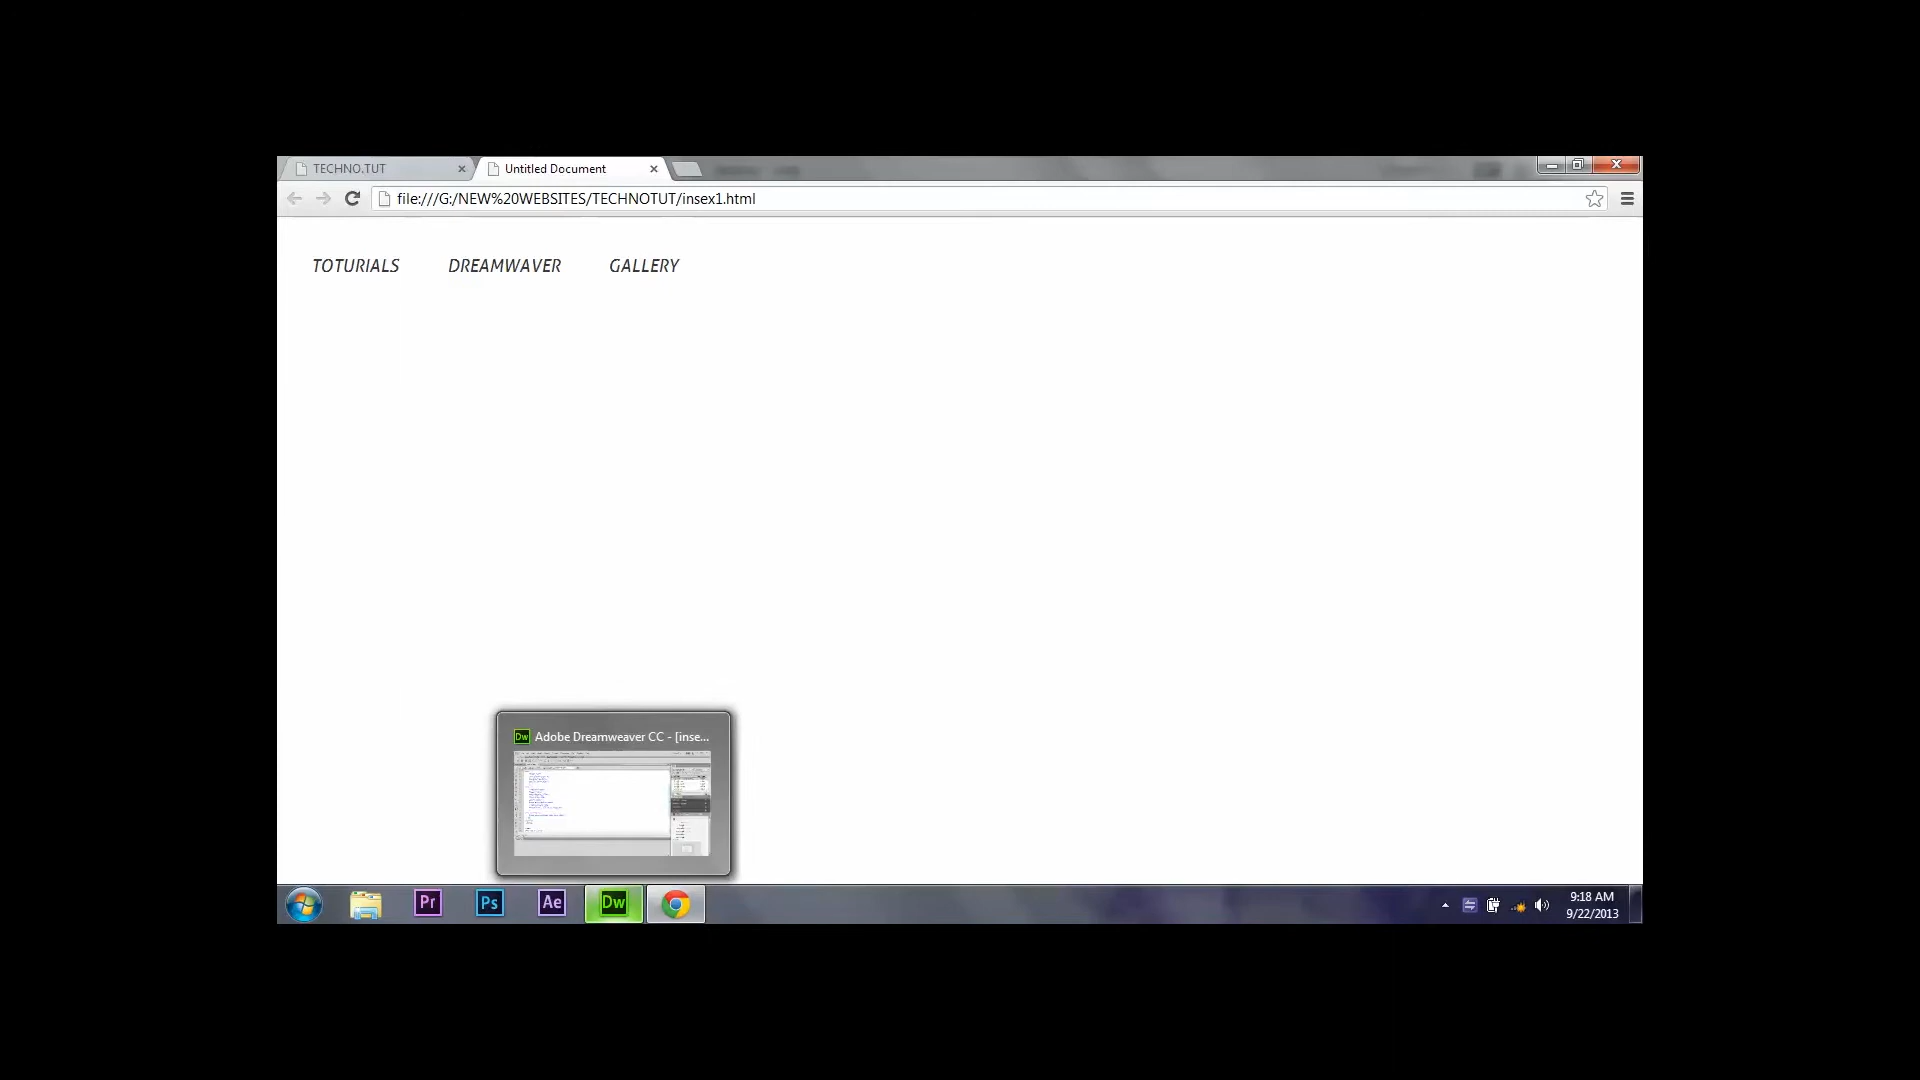 TECHNO.TUT
Untitled Document
file:///G:/NEW%20WEBSITES/TECHNOTUT/insex1.html
TOTURIALS DREAMWAVER GALLERY
Dw Adobe Dreamweaver CC - [inse...
Pr Ps Ae Dw
9:18 AM
9/22/2013